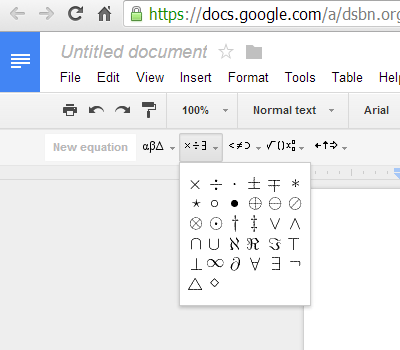 https://docs.google.com/a/dsbn.org
Untitled document
File Edit View Insert Format Tools Table Help
100% Normal text Arial
New equation αβΔ ×÷∃ <≠⊃ √()x ←↑⇒
× ÷ · ± ∓ *
⋆ ○ ● ⊕ ⊖ ⊘
⊗ ⊙ † ‡ ∨ ∧
∩ ∪ ℵ ℜ ℑ ⊤
⊥ ∞ ∂ ∀ ∃ ¬
△ ◇